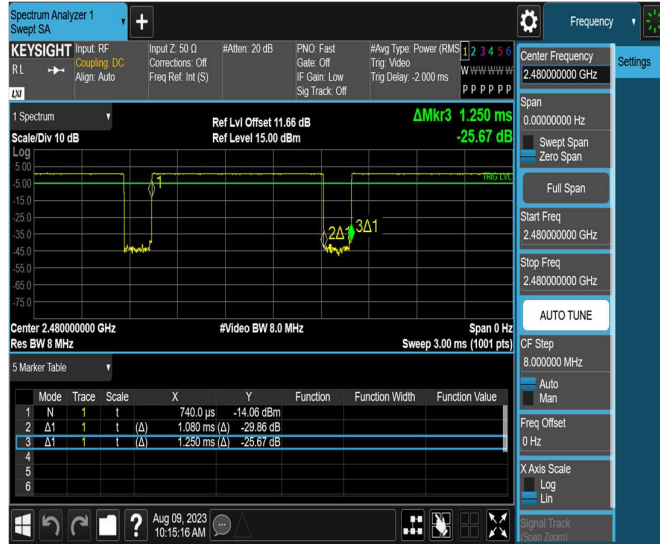 Spectrum Analyzer 1
Swept SA
+
Frequency
KEYSIGHT
RL
LXI
Input: RF
Coupling: DC
Align: Auto
Input Z: 50 Ω
Corrections: Off
Freq Ref: Int (S)
#Atten: 20 dB
PNO: Fast
Gate: Off
IF Gain: Low
Sig Track: Off
#Avg Type: Power (RMS
Trig: Video
Trig Delay: -2.000 ms
1 2 3 4 5 6
W W W W W W
P P P P P P
1 Spectrum
Scale/Div 10 dB
Ref Lvl Offset 11.66 dB
Ref Level 15.00 dBm
ΔMkr3 1.250 ms
-25.67 dB
Log
5.00
-5.00
-15.0
-25.0
-35.0
-45.0
-55.0
-65.0
-75.0
TRIG LVL
1
2Δ1
3Δ1
Center 2.480000000 GHz
Res BW 8 MHz
#Video BW 8.0 MHz
Span 0 Hz
Sweep 3.00 ms (1001 pts)
5 Marker Table
Mode Trace Scale X Y Function Function Width Function Value
1 N 1 t 740.0 µs -14.06 dBm
2 Δ1 1 t (Δ) 1.080 ms (Δ) -29.86 dB
3 Δ1 1 t (Δ) 1.250 ms (Δ) -25.67 dB
4
5
6
Center Frequency
2.480000000 GHz
Settings
Span
0.00000000 Hz
Swept Span
Zero Span
Full Span
Start Freq
2.480000000 GHz
Stop Freq
2.480000000 GHz
AUTO TUNE
CF Step
8.000000 MHz
Auto
Man
Freq Offset
0 Hz
X Axis Scale
Log
Lin
Signal Track
(Span Zoom)
?
Aug 09, 2023
10:15:16 AM